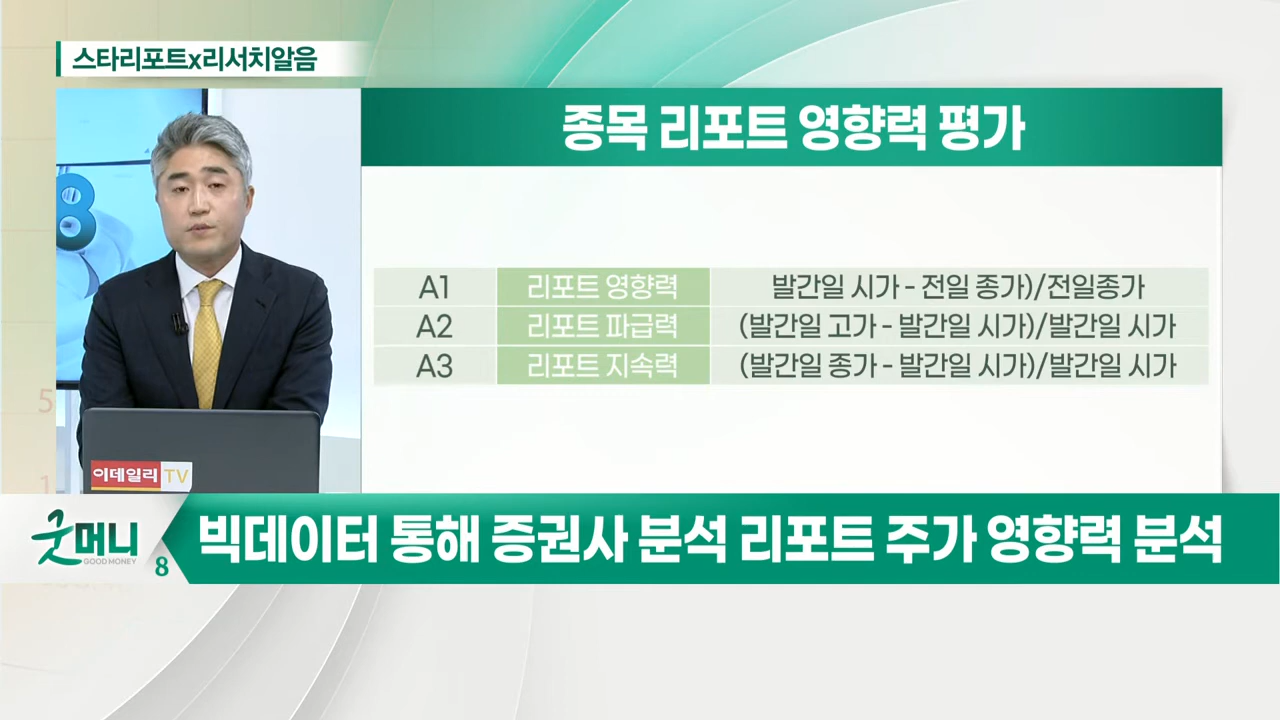 스타리포트x리서치알음
종목 리포트 영향력 평가
A1 리포트 영향력 발간일 시가 - 전일 종가)/전일종가
A2 리포트 파급력 (발간일 고가 - 발간일 시가)/발간일 시가
A3 리포트 지속력 (발간일 종가 - 발간일 시가)/발간일 시가
8
5
1
이데일리 TV
굿머니
GOOD MONEY
8
빅데이터 통해 증권사 분석 리포트 주가 영향력 분석